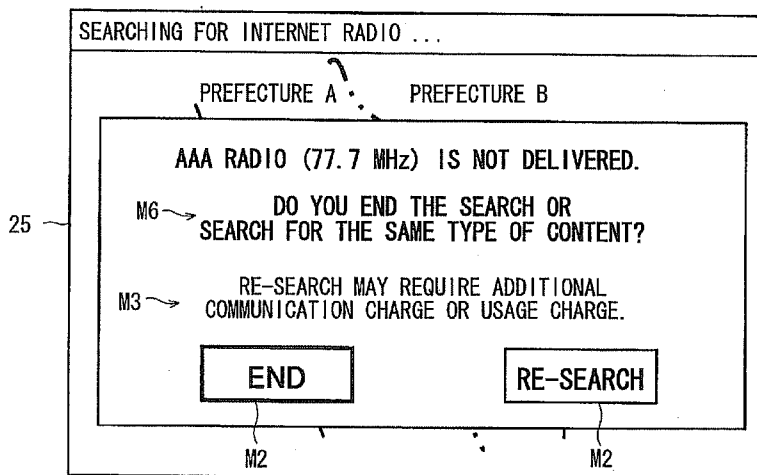 SEARCHING FOR INTERNET RADIO ...
PREFECTURE A PREFECTURE B
AAA RADIO (77.7 MHz) IS NOT DELIVERED.
M6 DO YOU END THE SEARCH OR
25 SEARCH FOR THE SAME TYPE OF CONTENT?
M3 RE-SEARCH MAY REQUIRE ADDITIONAL
COMMUNICATION CHARGE OR USAGE CHARGE.
END RE-SEARCH
M2 M2